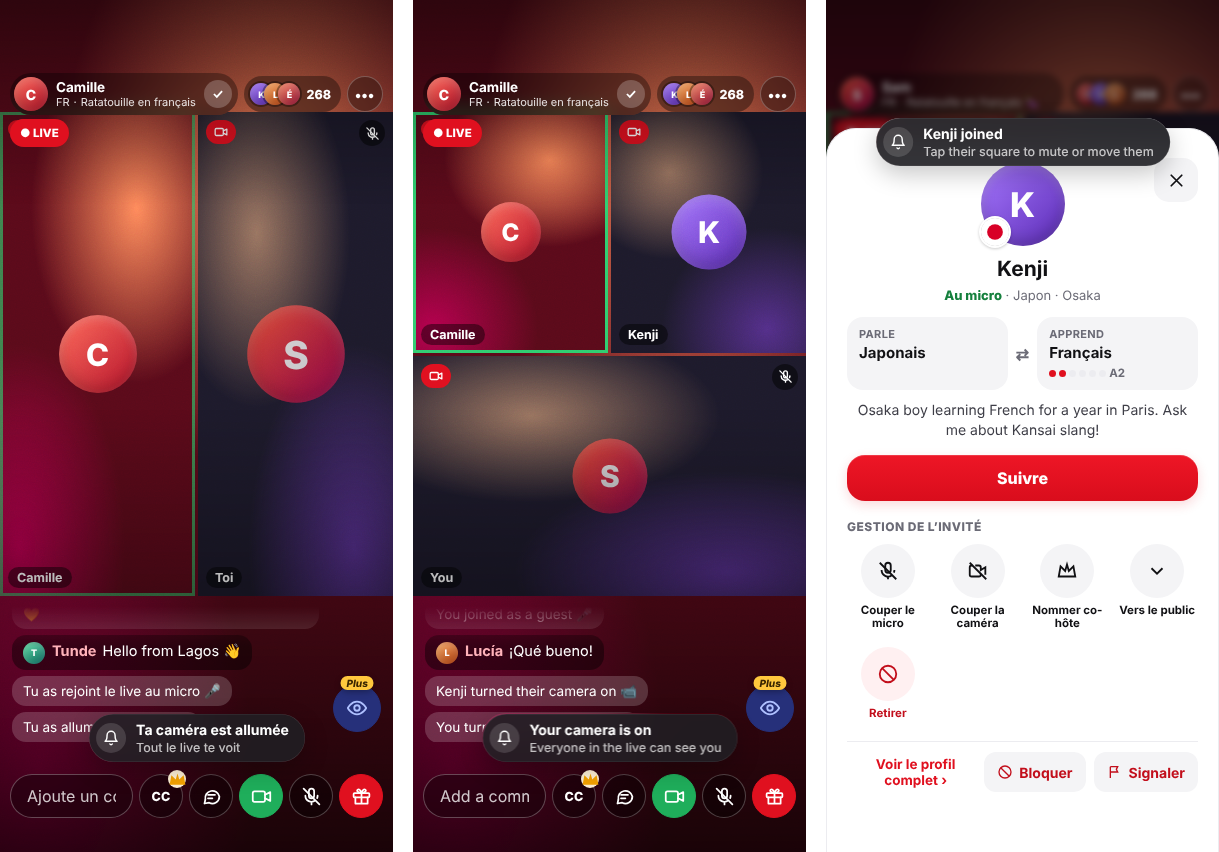 C
Camille
FR · Ratatouille en français
K L É 268
LIVE
C
S
Camille
Toi
T Tunde Hello from Lagos 👋
Tu as rejoint le live au micro 🎤
Tu as allum
Plus
Ta caméra est allumée
Tout le live te voit
Ajoute un co
CC
C
Camille
FR · Ratatouille en français
K L É 268
LIVE
C
K
Camille
Kenji
S
You
You joined as a guest 🎤
L Lucía ¡Qué bueno!
Kenji turned their camera on 📹
You turn
Plus
Your camera is on
Everyone in the live can see you
Add a comm
CC
Kenji joined
Tap their square to mute or move them
K
Kenji
Au micro · Japon · Osaka
PARLE
Japonais
⇄
APPREND
Français
A2
Osaka boy learning French for a year in Paris. Ask
me about Kansai slang!
Suivre
GESTION DE L’INVITÉ
Couper le
micro
Couper la
caméra
Nommer co-
hôte
Vers le public
Retirer
Voir le profil
complet ›
Bloquer
Signaler